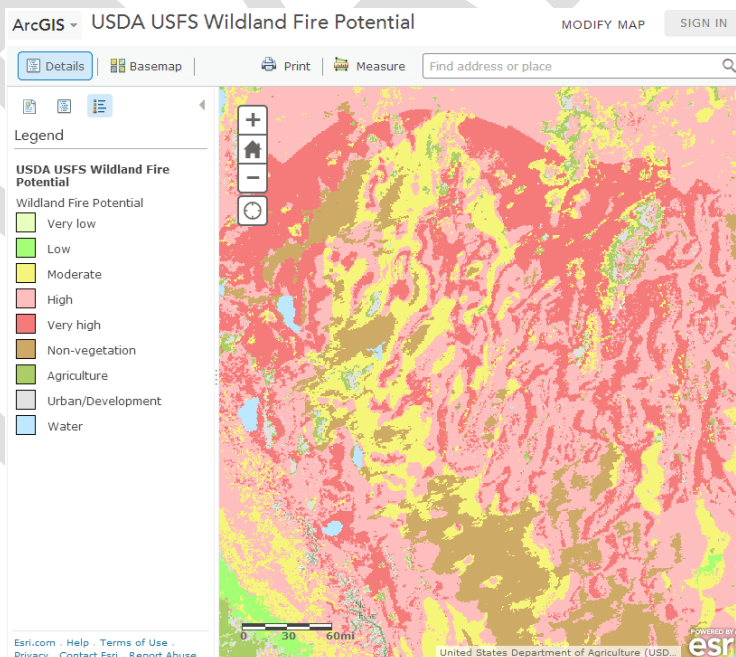 ArcGIS USDA USFS Wildland Fire Potential MODIFY MAP SIGN IN
Details Basemap Print Measure Find address or place
Legend
USDA USFS Wildland Fire
Potential
Wildland Fire Potential
Very low
Low
Moderate
High
Very high
Non-vegetation
Agriculture
Urban/Development
Water
0 30 60mi
POWERED BY
esri
United States Department of Agriculture (USD...
Esri.com . Help . Terms of Use .
Privacy . Contact Esri . Report Abuse